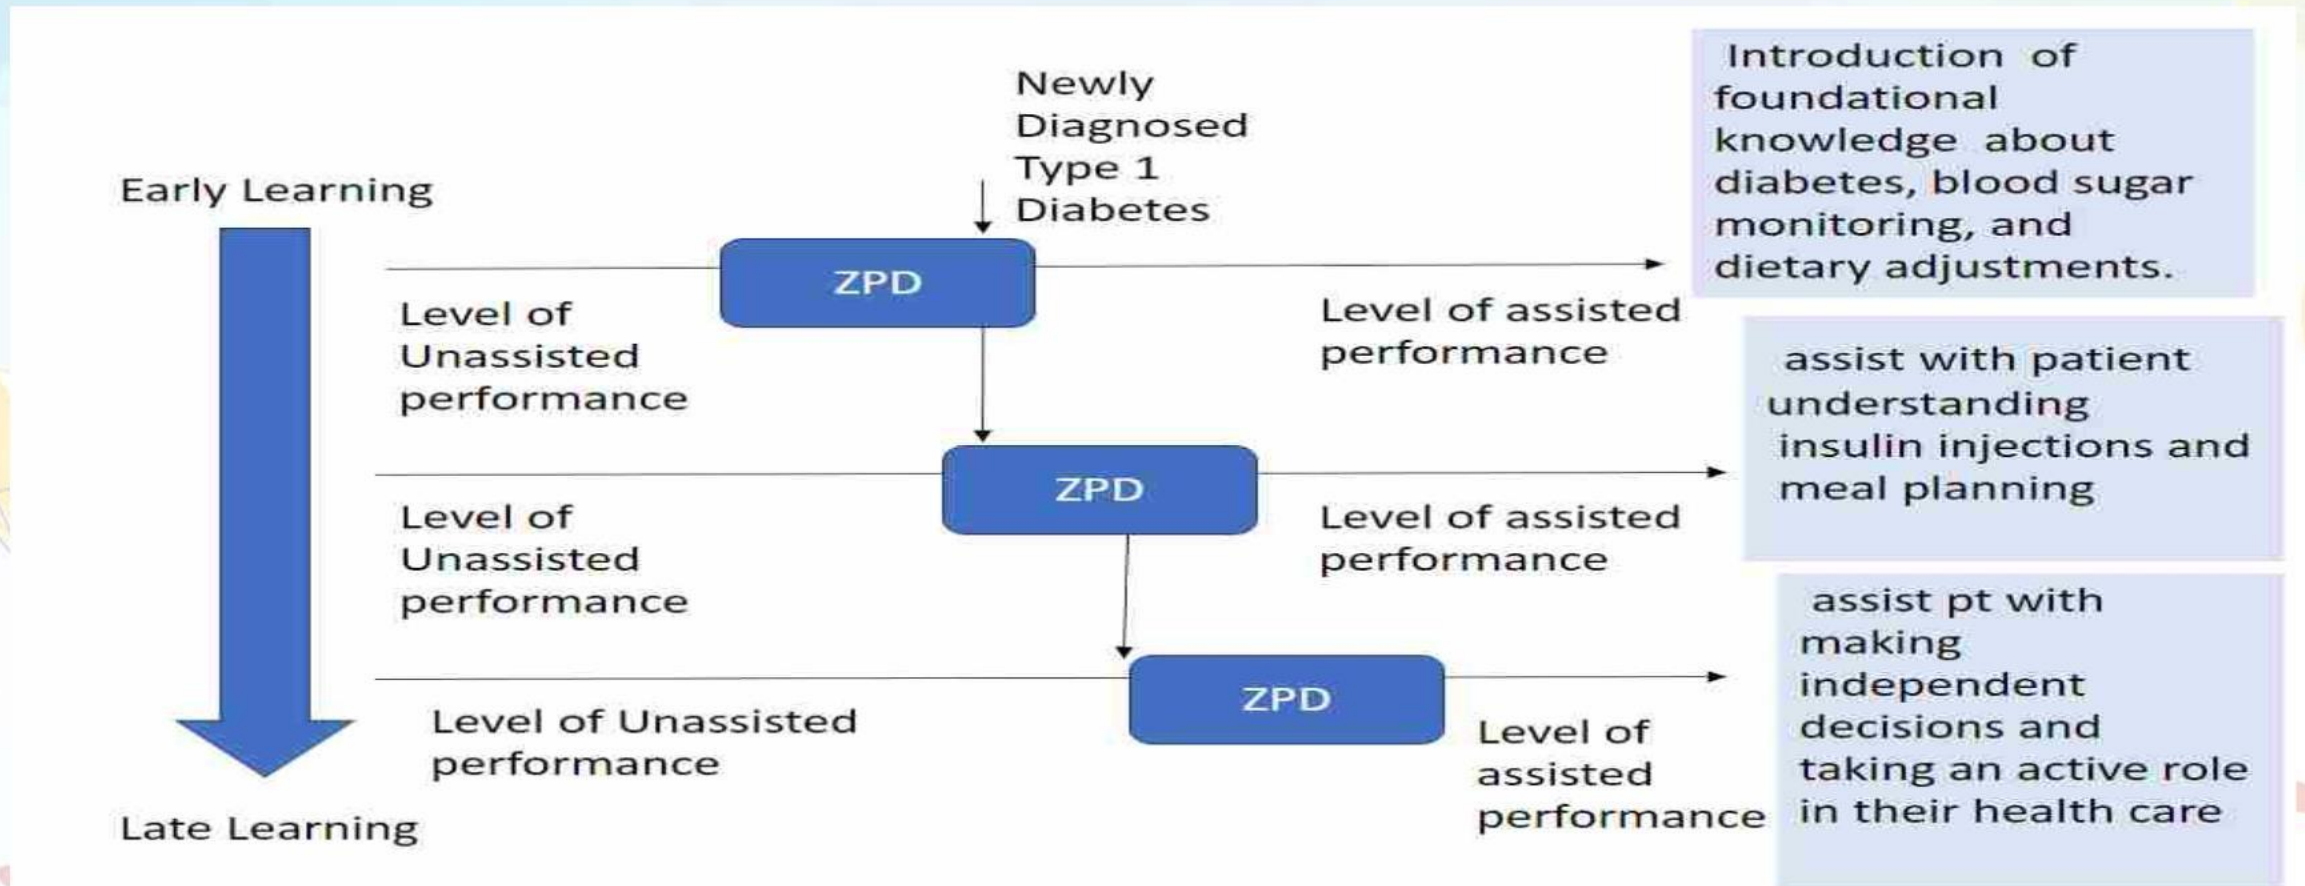 Newly
Diagnosed
Type 1
Diabetes
Early Learning
ZPD
Level of
Unassisted
performance
Level of assisted
performance
Introduction of
foundational
knowledge about
diabetes, blood sugar
monitoring, and
dietary adjustments.
ZPD
Level of
Unassisted
performance
Level of assisted
performance
assist with patient
understanding
insulin injections and
meal planning
ZPD
Level of Unassisted
performance
Level of
assisted
performance
assist pt with
making
independent
decisions and
taking an active role
in their health care
Late Learning